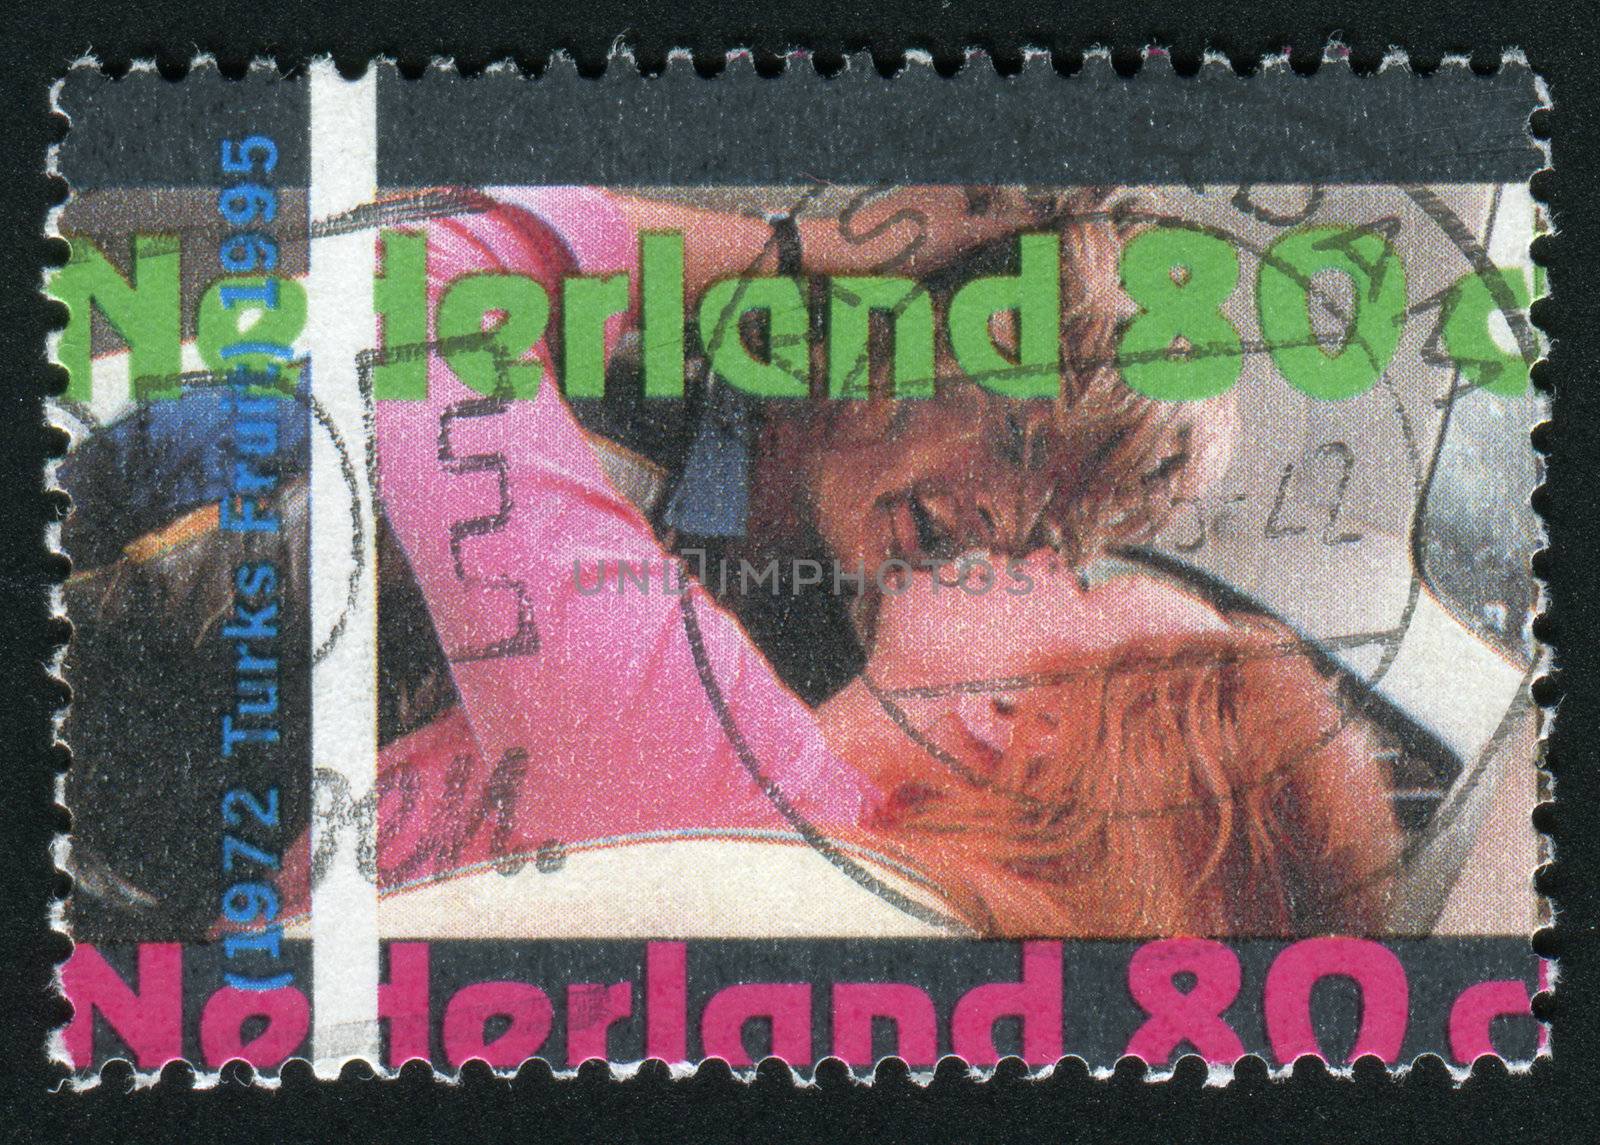 Nederland 80 c
(1972 Turks Fruit) 1995
UNLIMPHOTOS
Nederland 80 c